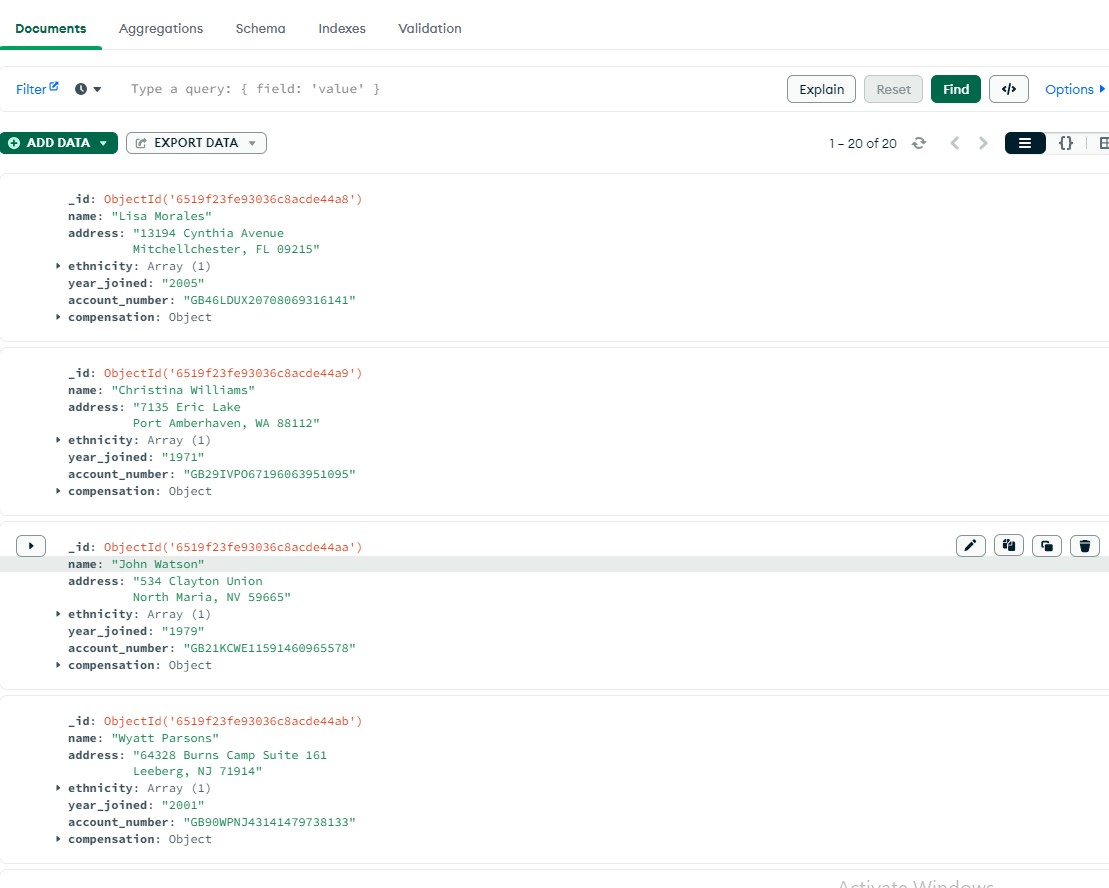 Documents Aggregations Schema Indexes Validation
Filter Type a query: { field: 'value' } Explain Reset Find </> Options
ADD DATA EXPORT DATA 1 – 20 of 20 {}
_id: ObjectId('6519f23fe93036c8acde44a8')
name: "Lisa Morales"
address: "13194 Cynthia Avenue
Mitchellchester, FL 09215"
ethnicity: Array (1)
year_joined: "2005"
account_number: "GB46LDUX20708069316141"
compensation: Object
_id: ObjectId('6519f23fe93036c8acde44a9')
name: "Christina Williams"
address: "7135 Eric Lake
Port Amberhaven, WA 88112"
ethnicity: Array (1)
year_joined: "1971"
account_number: "GB29IVPO67196063951095"
compensation: Object
_id: ObjectId('6519f23fe93036c8acde44aa')
name: "John Watson"
address: "534 Clayton Union
North Maria, NV 59665"
ethnicity: Array (1)
year_joined: "1979"
account_number: "GB21KCWE11591460965578"
compensation: Object
_id: ObjectId('6519f23fe93036c8acde44ab')
name: "Wyatt Parsons"
address: "64328 Burns Camp Suite 161
Leeberg, NJ 71914"
ethnicity: Array (1)
year_joined: "2001"
account_number: "GB90WPNJ43141479738133"
compensation: Object
Activate Windows